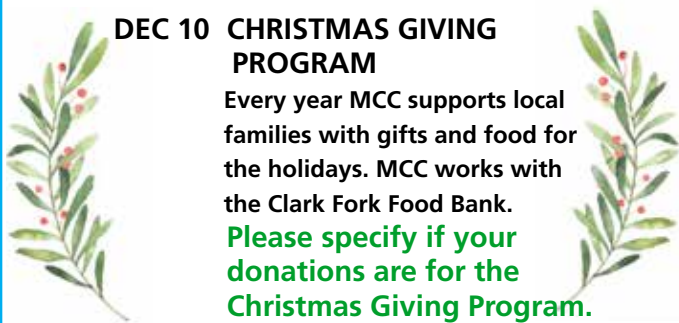 DEC 10 CHRISTMAS GIVING
PROGRAM
Every year MCC supports local
families with gifts and food for
the holidays. MCC works with
the Clark Fork Food Bank.
Please specify if your
donations are for the
Christmas Giving Program.